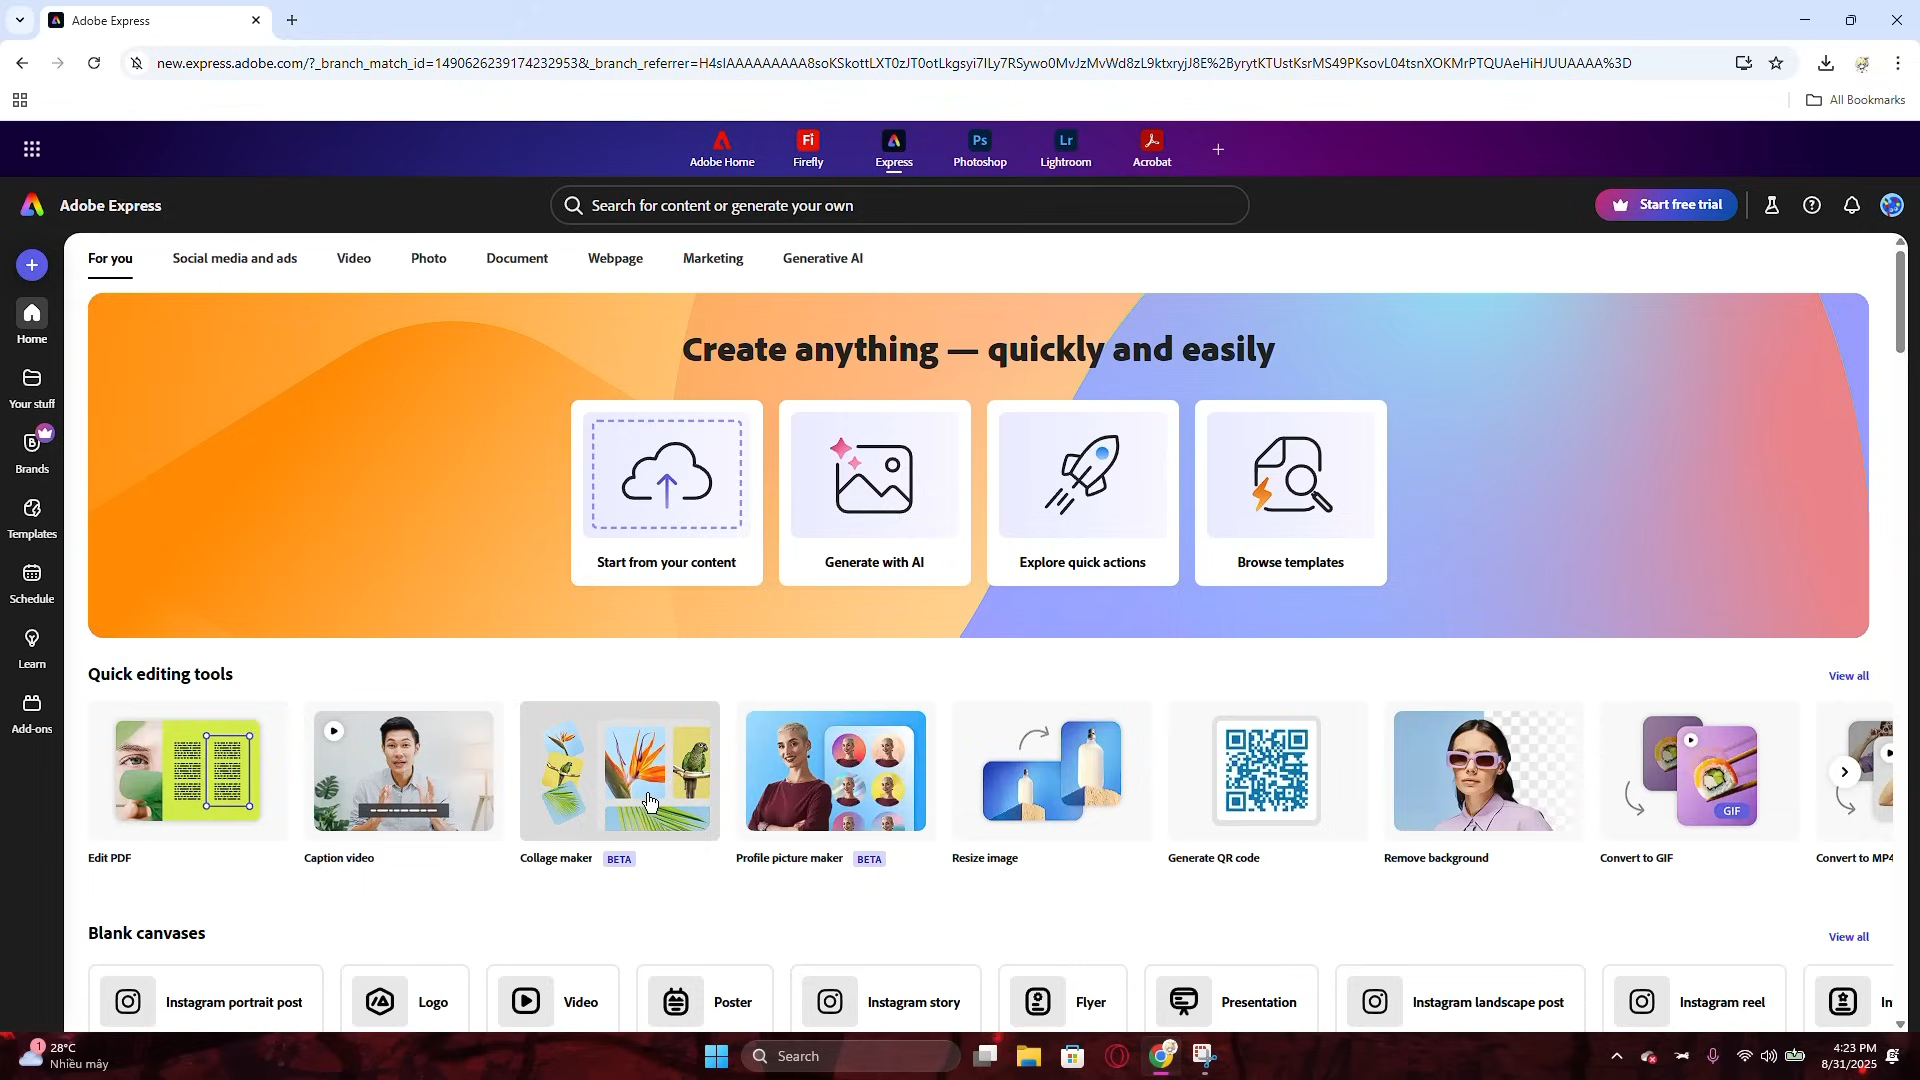 Adobe Express
new.express.adobe.com/?_branch_match_id=1490626239174232953&_branch_referrer=H4sIAAAAAAAAA8soKSkottLXT0zJT0otLkgsyi7ILy7RSywo0MvJzMvWd8zL9ktxryjJ8E%2ByrytKTUstKsrMS49PKsovL04tsnXOKMrPTQUAeHiHJUUAAAA%3D
All Bookmarks
Adobe Home
Fi
Firefly
Express
Ps
Photoshop
Lr
Lightroom
Acrobat
Adobe Express
Search for content or generate your own
Start free trial
For you
Social media and ads
Video
Photo
Document
Webpage
Marketing
Generative AI
Home
Your stuff
B
Brands
Templates
Schedule
Learn
Add-ons
Create anything — quickly and easily
Start from your content
Generate with AI
Explore quick actions
Browse templates
Quick editing tools
View all
GIF
Edit PDF
Caption video
Collage maker BETA
Profile picture maker BETA
Resize image
Generate QR code
Remove background
Convert to GIF
Convert to MP4
Blank canvases
View all
Instagram portrait post
Logo
Video
Poster
Instagram story
Flyer
Presentation
Instagram landscape post
Instagram reel
In
1
28°C
Nhiều mây
Search
4:23 PM
8/31/2025